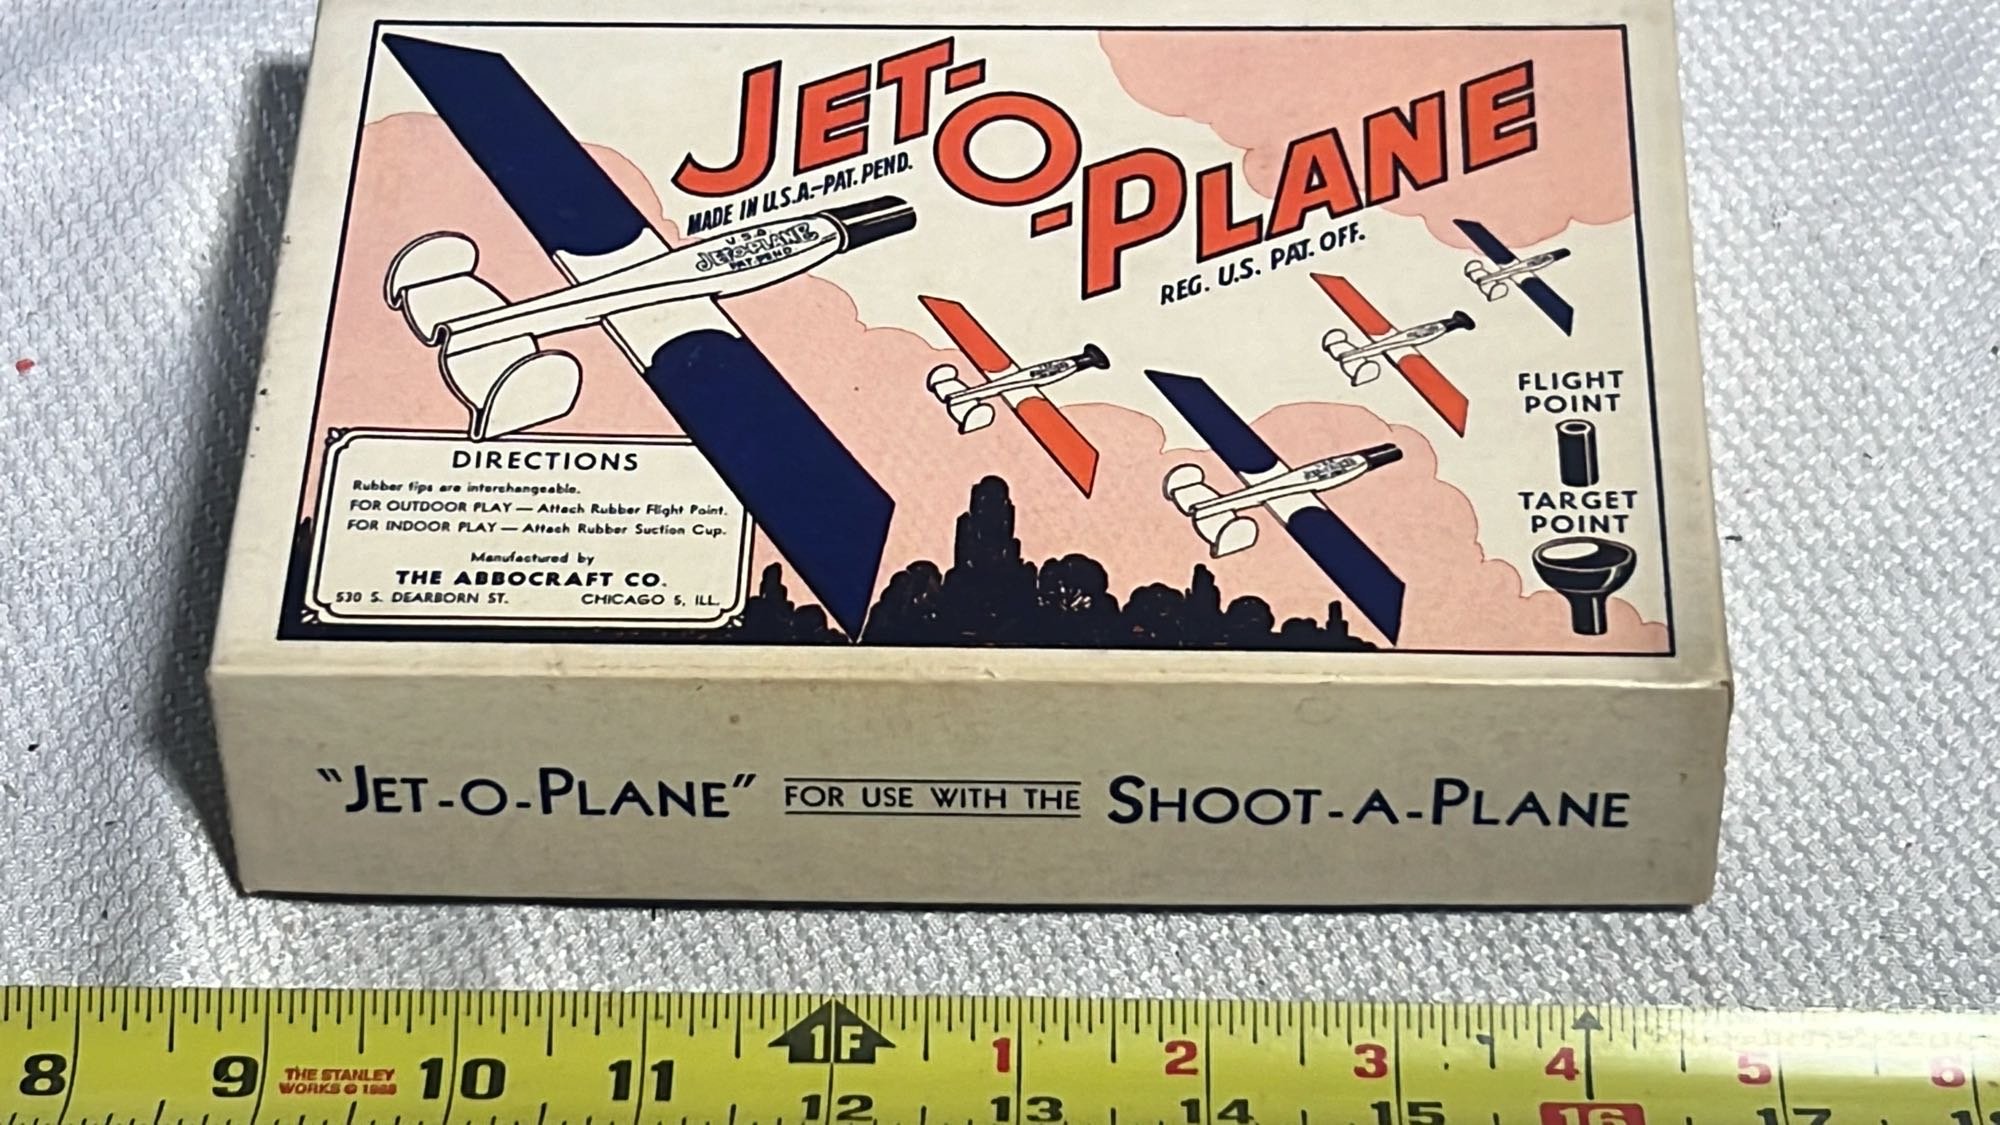 JET-O-PLANE
MADE IN U.S.A.-PAT. PEND.
REG. U.S. PAT. OFF.
U.S.A.
JET-O-PLANE
PAT. PEND
FLIGHT
POINT
TARGET
POINT
DIRECTIONS
Rubber tips are interchangeable.
FOR OUTDOOR PLAY — Attach Rubber Flight Point.
FOR INDOOR PLAY — Attach Rubber Suction Cup.
Manufactured by
THE ABBOCRAFT CO.
530 S. DEARBORN ST. CHICAGO 5, ILL.
"JET-O-PLANE" FOR USE WITH THE SHOOT-A-PLANE
8 9 THE STANLEY 10 11 1F 1 2 3 4 5 6
WORKS ©
12 13 14 15 16 17